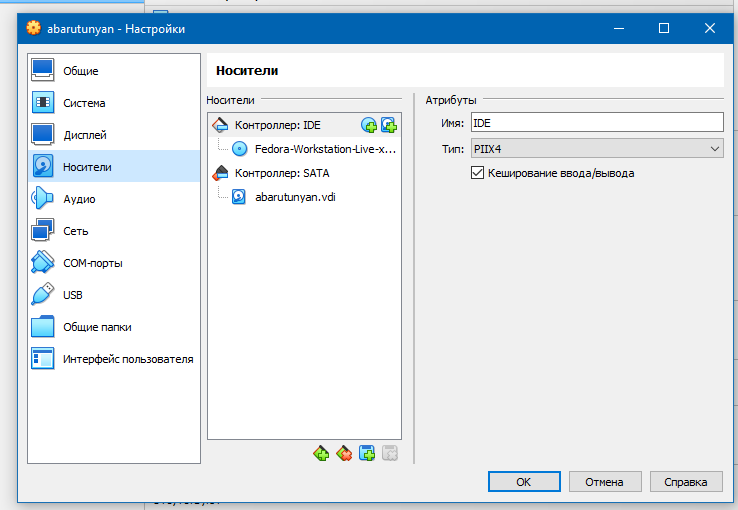 abarutunyan - Настройки
Общие
Система
Дисплей
Носители
Аудио
Сеть
COM-порты
USB
Общие папки
Интерфейс пользователя
Носители
Носители
Контроллер: IDE
Fedora-Workstation-Live-x...
Контроллер: SATA
abarutunyan.vdi
Атрибуты
Имя: IDE
Тип: PIIX4
Кеширование ввода/вывода
OK Отмена Справка